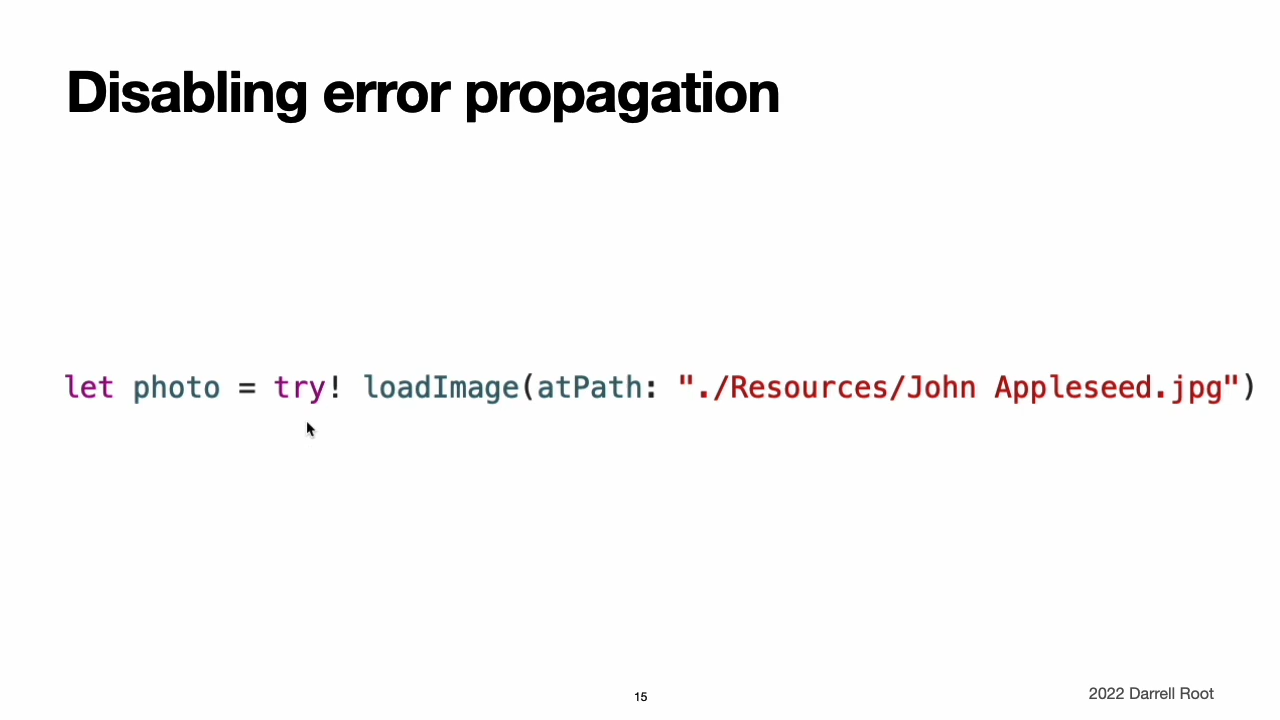 Disabling error propagation
let photo = try! loadImage(atPath: "./Resources/John Appleseed.jpg")
15
2022 Darrell Root